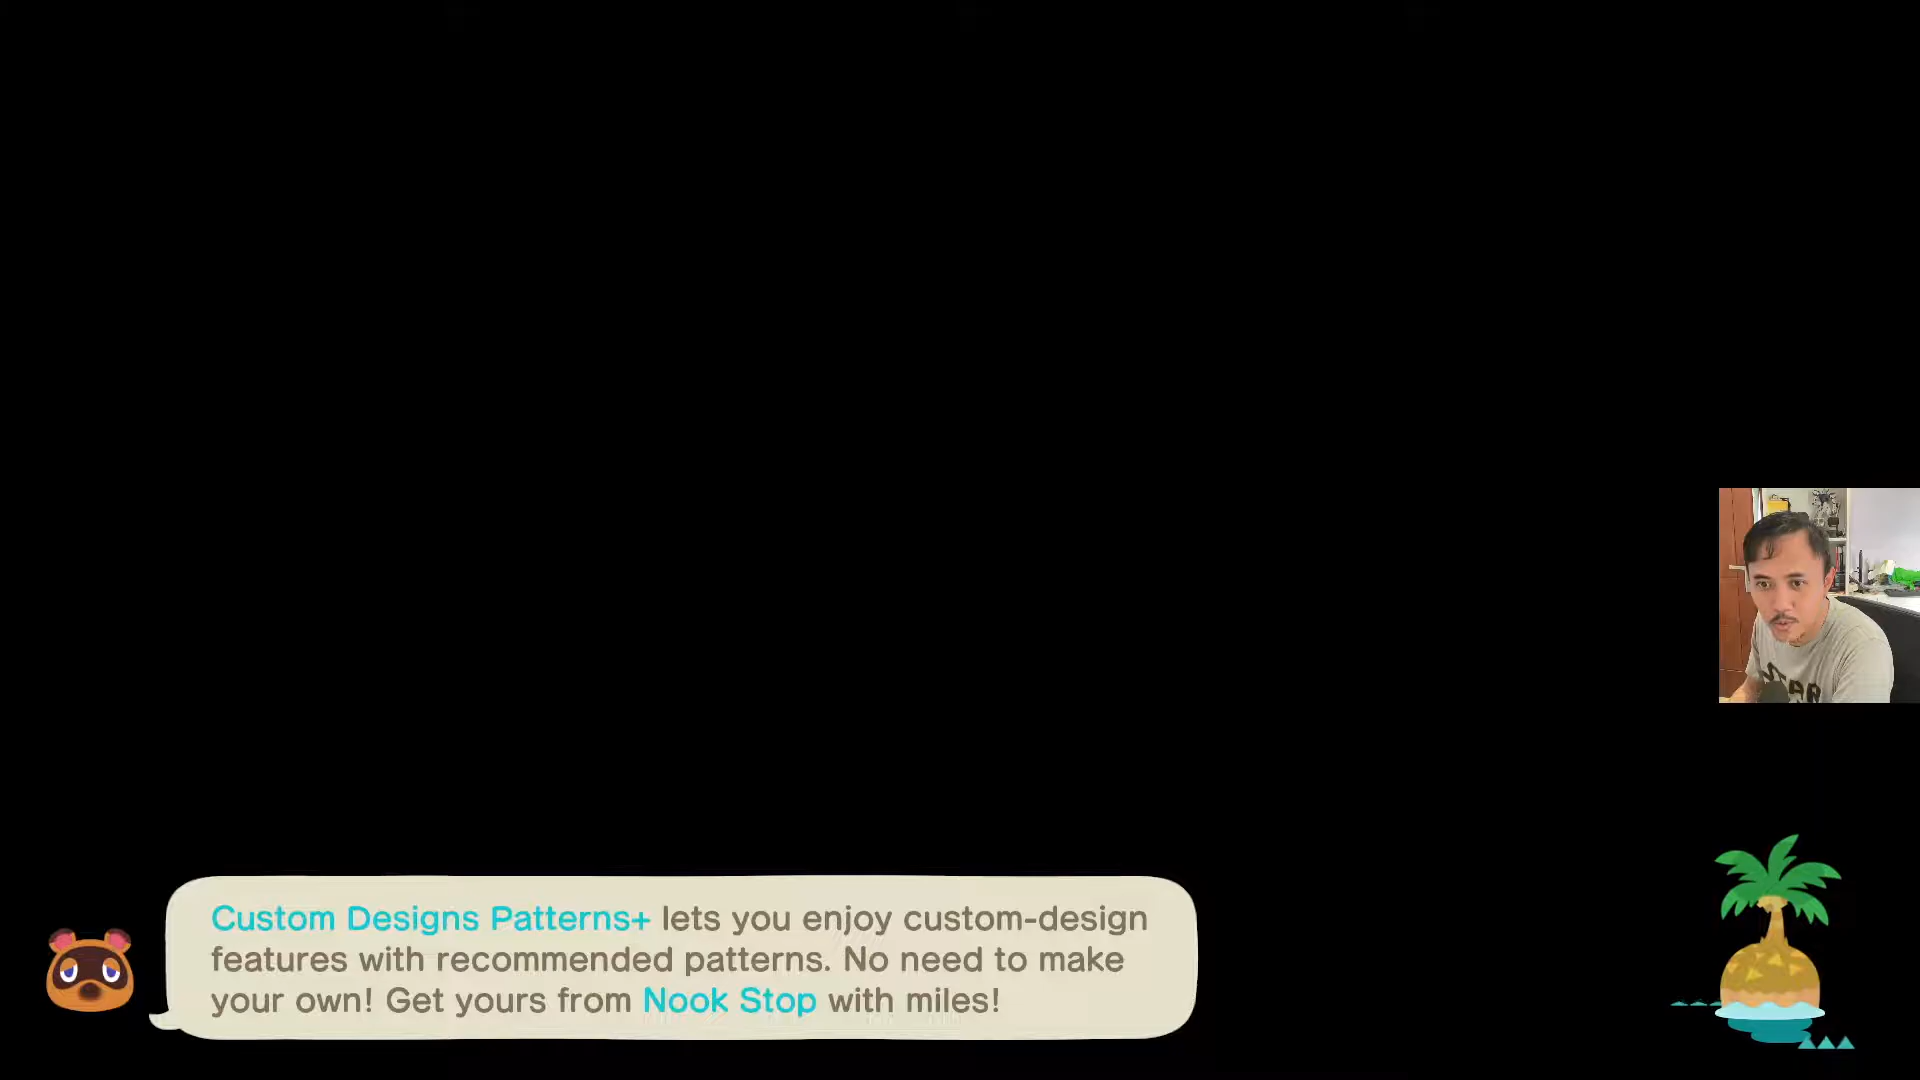 Custom Designs Patterns+ lets you enjoy custom-design
features with recommended patterns. No need to make
your own! Get yours from Nook Stop with miles!